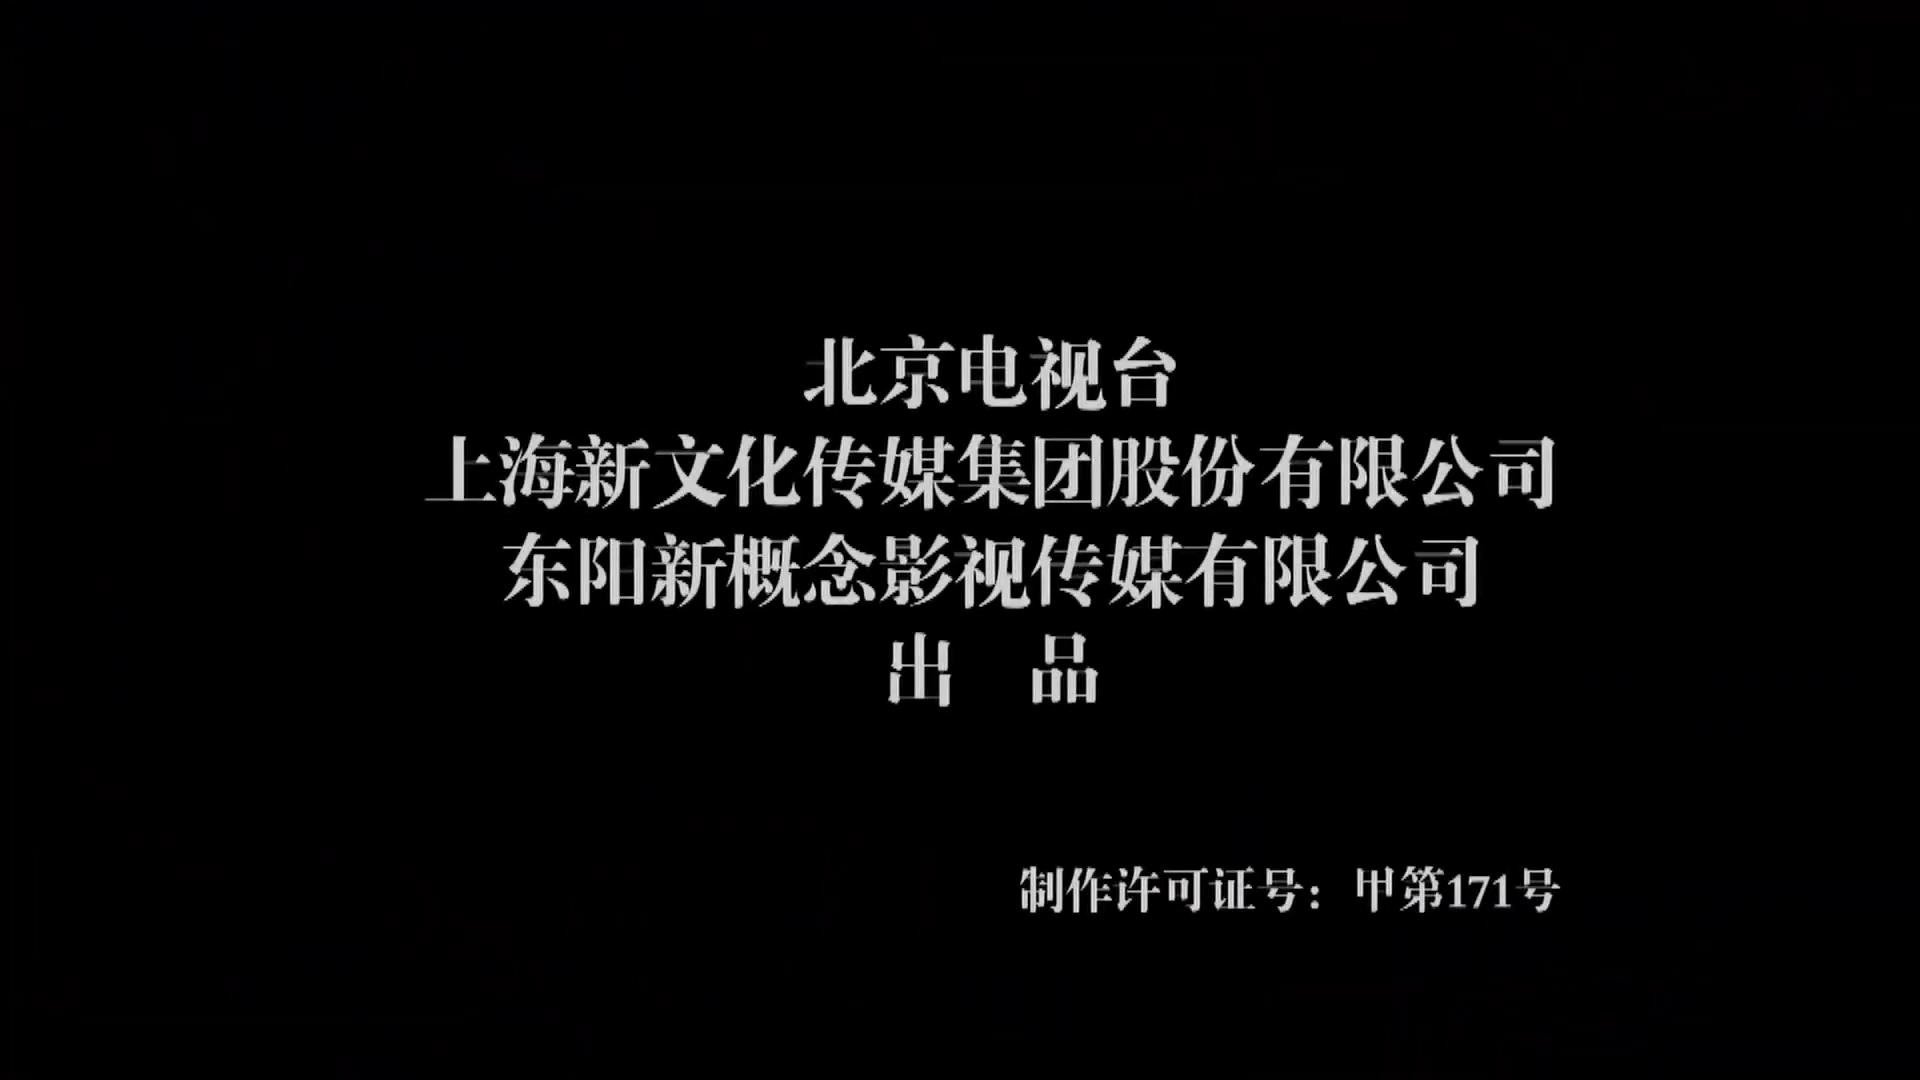 北京电视台
上海新文化传媒集团股份有限公司
东阳新概念影视传媒有限公司
出　品
制作许可证号：甲第171号